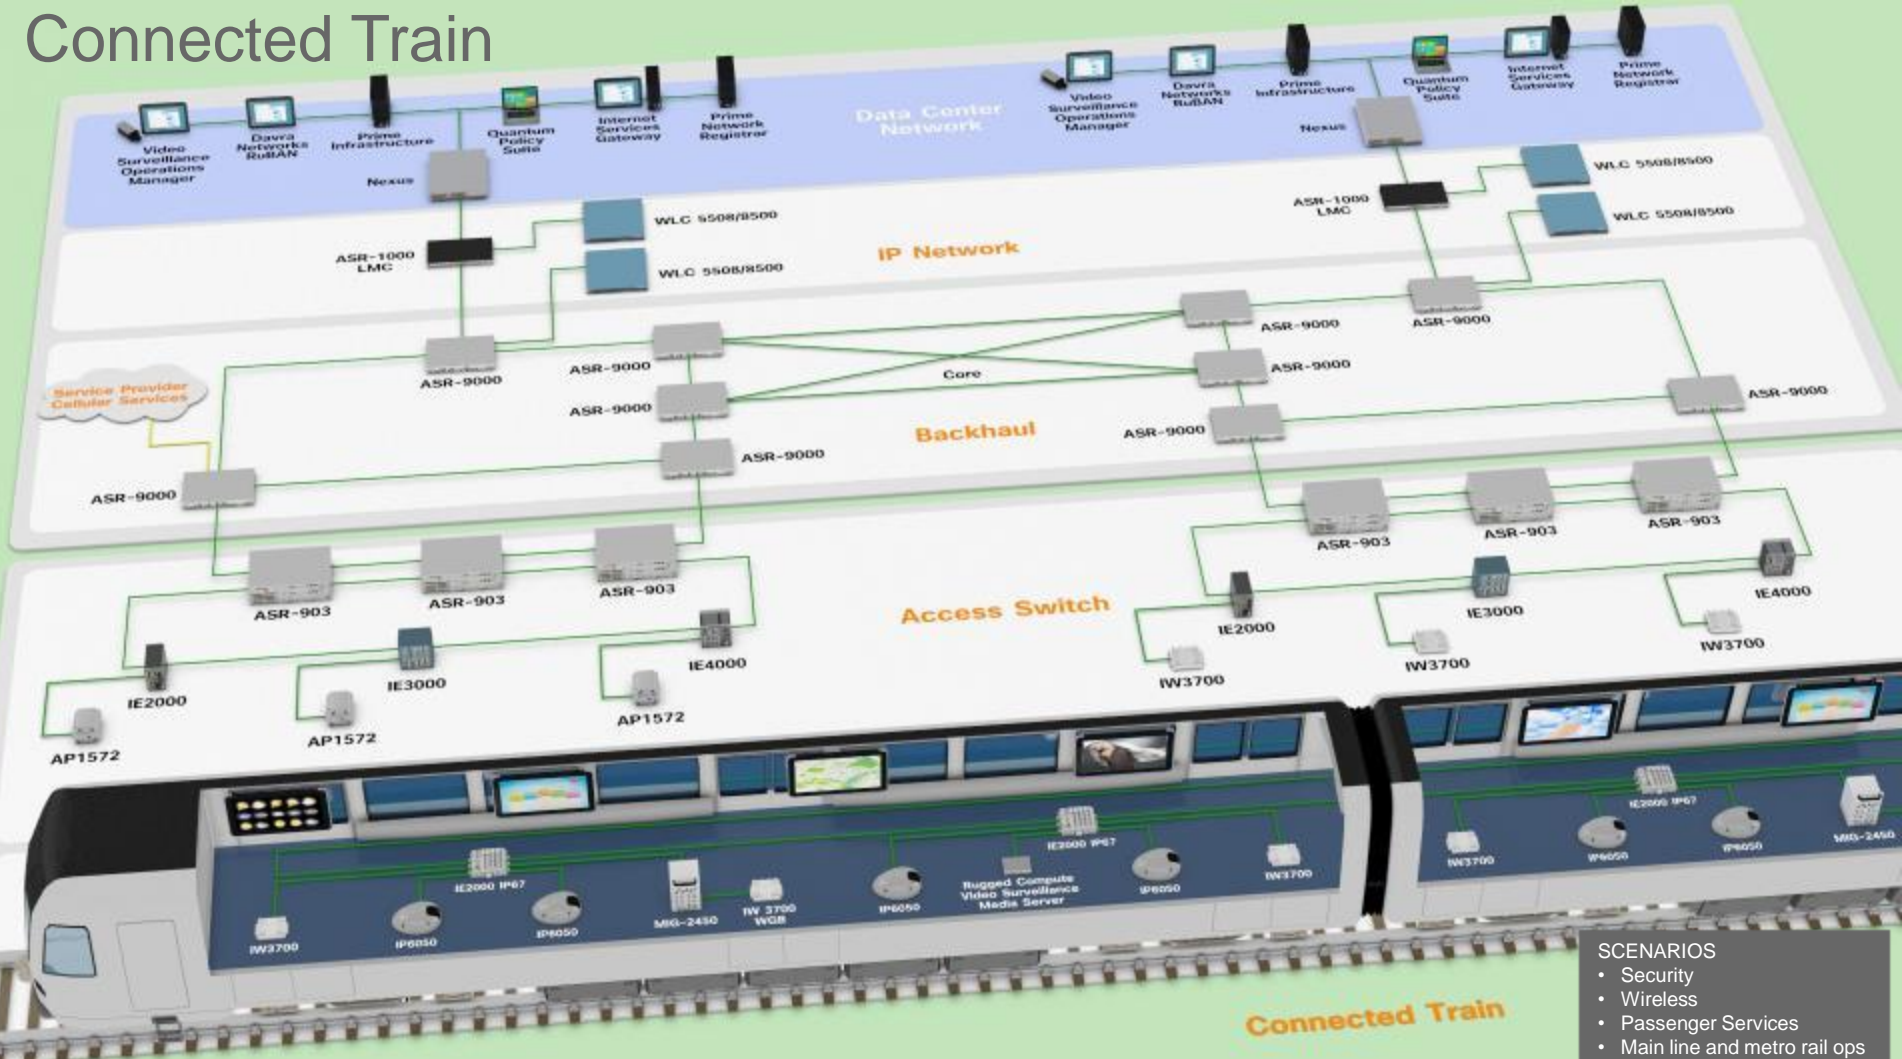 Connected Train
Video
Surveillance
Operations
Manager
Davra
Networks
RuBAN
Prime
Infrastructure
Quantum
Policy
Suite
Internet
Services
Gateway
Prime
Network
Registrar
Data Center
Network
Video
Surveillance
Operations
Manager
Davra
Networks
RuBAN
Prime
Infrastructure
Quantum
Policy
Suite
Internet
Services
Gateway
Prime
Network
Registrar
Nexus
Nexus
ASR-1000
LMC
WLC 5508/8500
WLC 5508/8500
IP Network
ASR-1000
LMC
WLC 5508/8500
WLC 5508/8500
Service Provider
Cellular Services
ASR-9000
ASR-9000
ASR-9000
ASR-9000
ASR-9000
Core
Backhaul
ASR-9000
ASR-9000
ASR-9000
ASR-9000
ASR-9000
ASR-903
ASR-903
ASR-903
Access Switch
ASR-903
ASR-903
ASR-903
IE2000
IE3000
IE4000
IE2000
IE3000
IE4000
AP1572
AP1572
AP1572
IW3700
IW3700
IW3700
IW3700
IE2000 IP67
IP6050
IP6050
MIG-2450
IW 3700
WGB
IP6050
Rugged Compute
Video Surveillance
Media Server
IE2000 IP67
IP6050
IW3700
IW3700
IE2000 IP67
IP6050
IP6050
MIG-2450
Connected Train
SCENARIOS
• Security
• Wireless
• Passenger Services
• Main line and metro rail ops